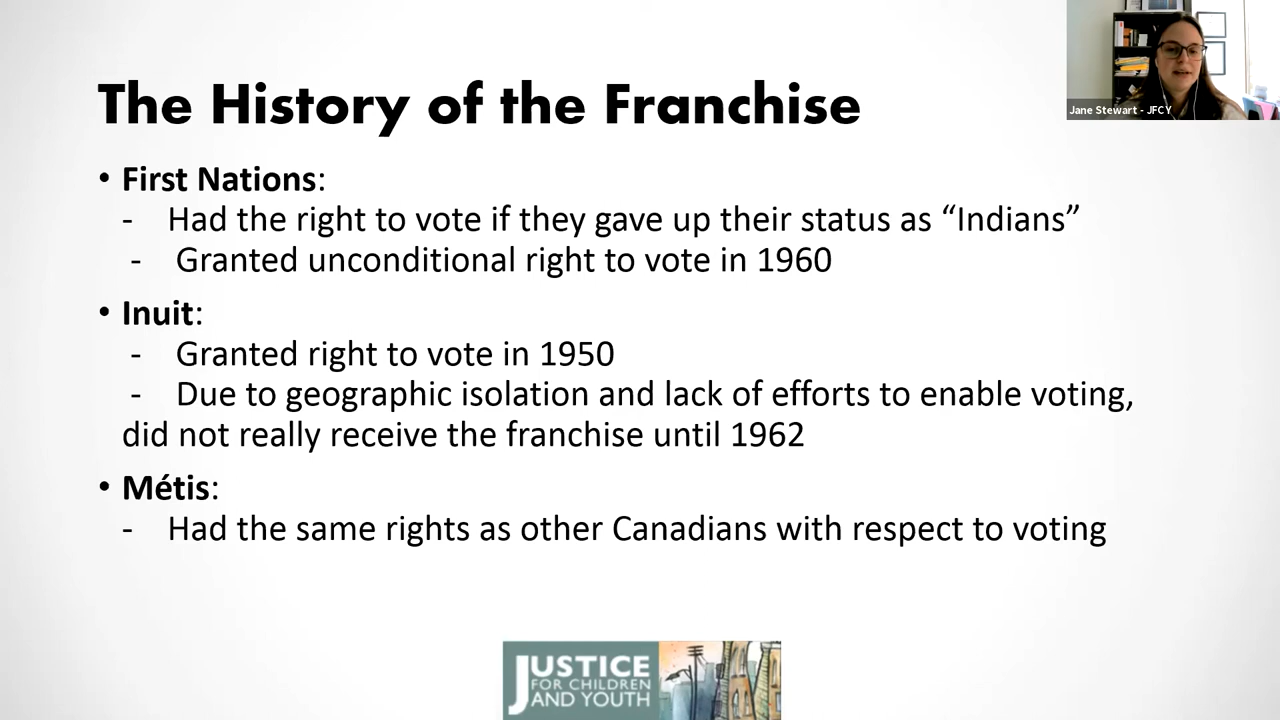 Jane Stewart - JFCY
The History of the Franchise
• First Nations:
- Had the right to vote if they gave up their status as “Indians”
- Granted unconditional right to vote in 1960
• Inuit:
- Granted right to vote in 1950
- Due to geographic isolation and lack of efforts to enable voting,
did not really receive the franchise until 1962
• Métis:
- Had the same rights as other Canadians with respect to voting
JUSTICE
FOR CHILDREN
AND YOUTH